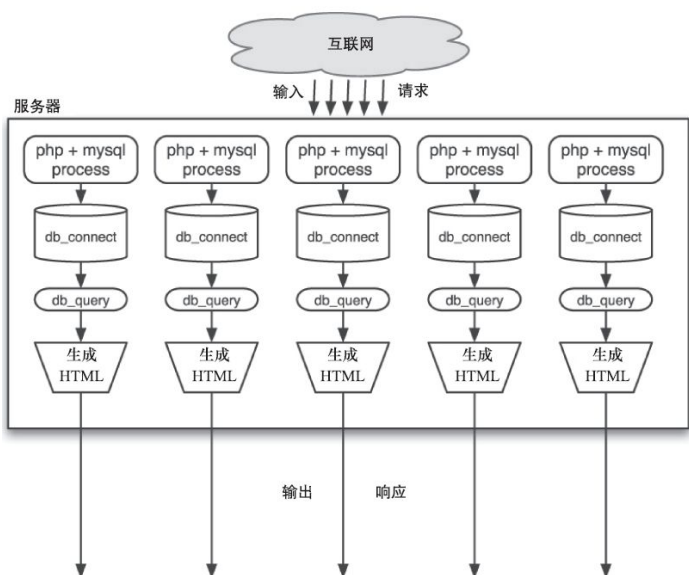 互联网
输入 请求
服务器
php + mysql process
php + mysql process
php + mysql process
php + mysql process
php + mysql process
db_connect
db_connect
db_connect
db_connect
db_connect
db_query
db_query
db_query
db_query
db_query
生成 HTML
生成 HTML
生成 HTML
生成 HTML
生成 HTML
输出 响应